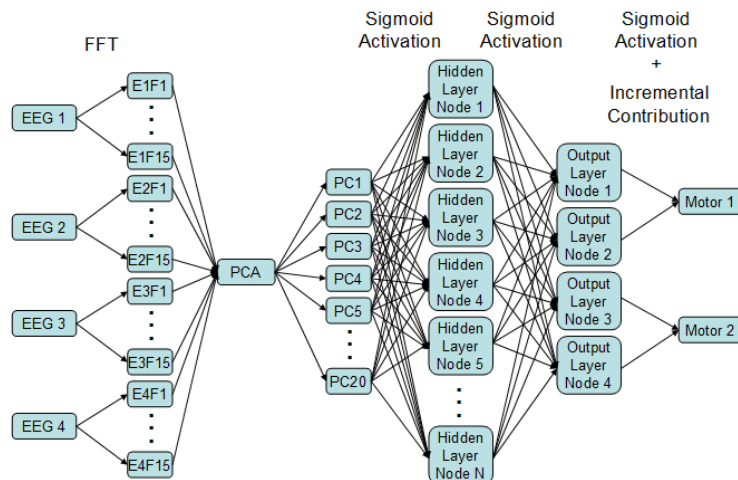 FFT
Sigmoid
Activation
Sigmoid
Activation
Sigmoid
Activation
+
Incremental
Contribution
EEG 1
EEG 2
EEG 3
EEG 4
E1F1
E1F15
E2F1
E2F15
E3F1
E3F15
E4F1
E4F15
PCA
PC1
PC2
PC3
PC4
PC5
PC20
Hidden
Layer
Node 1
Hidden
Layer
Node 2
Hidden
Layer
Node 3
Hidden
Layer
Node 4
Hidden
Layer
Node 5
Hidden
Layer
Node N
Output
Layer
Node 1
Output
Layer
Node 2
Output
Layer
Node 3
Output
Layer
Node 4
Motor 1
Motor 2